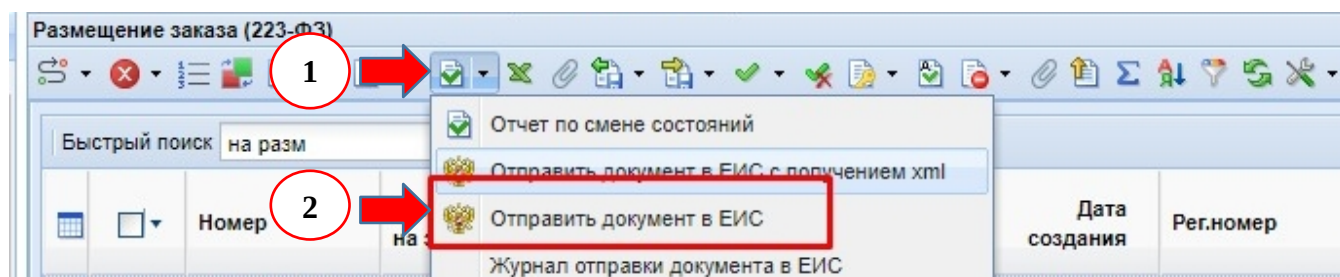 Размещение заказа (223-ФЗ)
1
Отчет по смене состояний
Быстрый поиск на разм
Отправить документ в ЕИС с получением xml
2
Отправить документ в ЕИС
Номер
на
Дата
создания
Рег.номер
Журнал отправки документа в ЕИС